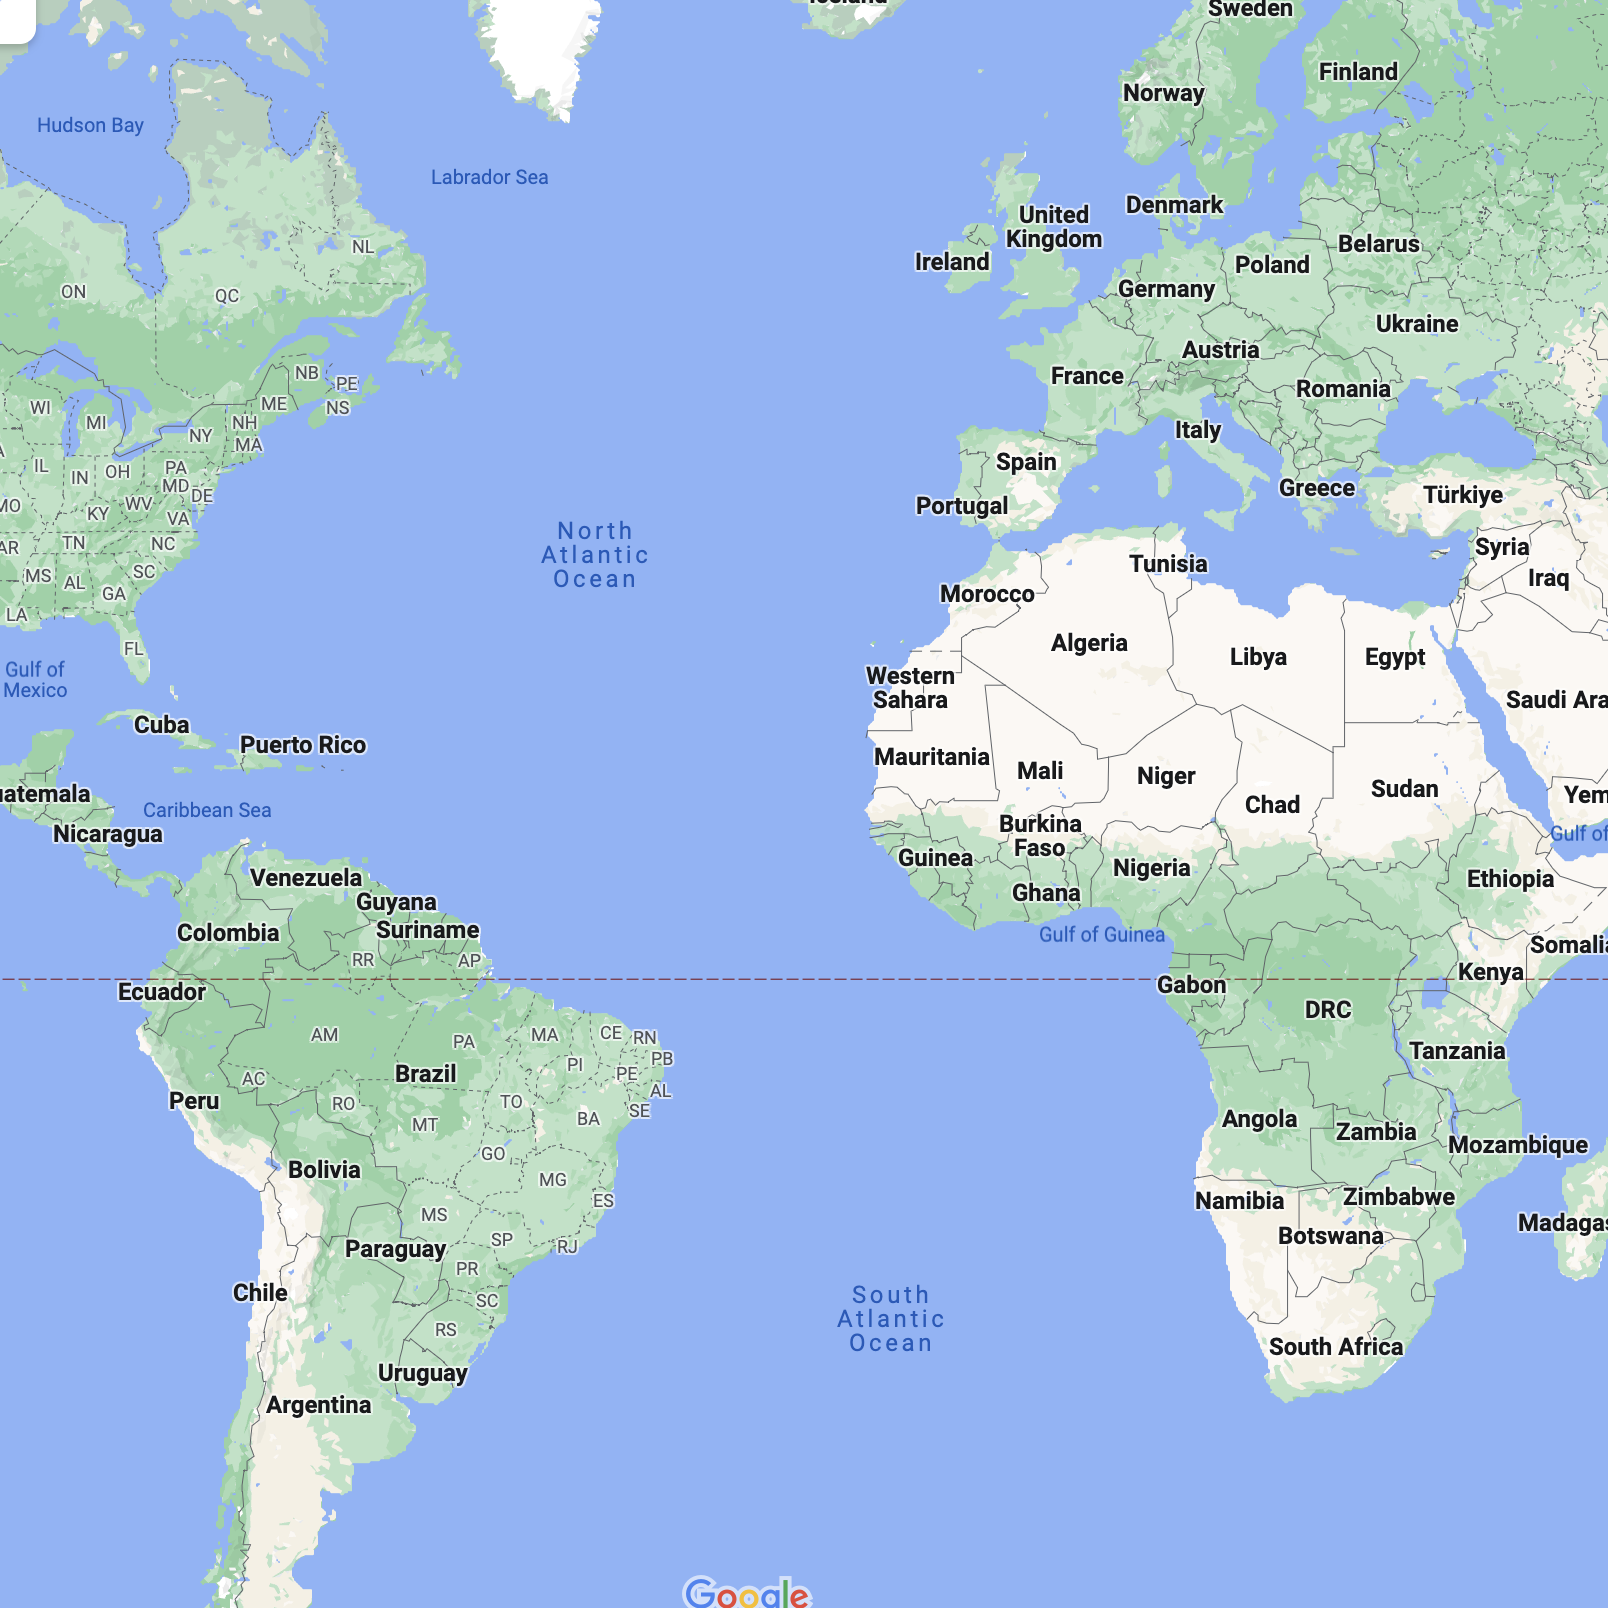 Sweden
Finland
Norway
Hudson Bay
Labrador Sea
Denmark
United
Kingdom
Belarus
NL
Ireland
Poland
Germany
ON
QC
Ukraine
Austria
France
Romania
NB
PE
WI
ME
NS
MI
NH
NY
MA
Italy
IL
IN
OH
PA
Spain
MD
DE
Greece
Türkiye
MO
KY
WV
VA
Portugal
North
Atlantic
Ocean
AR
TN
NC
Syria
Tunisia
Iraq
MS
AL
SC
GA
Morocco
LA
FL
Algeria
Libya
Egypt
Gulf of
Mexico
Western
Sahara
Saudi Ara
Cuba
Puerto Rico
Mauritania
Mali
Niger
Sudan
uatemala
Caribbean Sea
Chad
Yem
Nicaragua
Burkina
Faso
Gulf of
Guinea
Nigeria
Venezuela
Ghana
Ethiopia
Guyana
Colombia
Suriname
Gulf of Guinea
Somalia
RR
AP
Kenya
Ecuador
Gabon
DRC
AM
PA
MA
CE
RN
Tanzania
PI
PB
Brazil
PE
AC
AL
Peru
RO
TO
SE
MT
BA
Angola
Zambia
Mozambique
GO
Bolivia
MG
ES
Namibia
Zimbabwe
MS
Madagas
SP
RJ
Botswana
Paraguay
PR
Chile
SC
South
Atlantic
Ocean
RS
South Africa
Uruguay
Argentina
Google